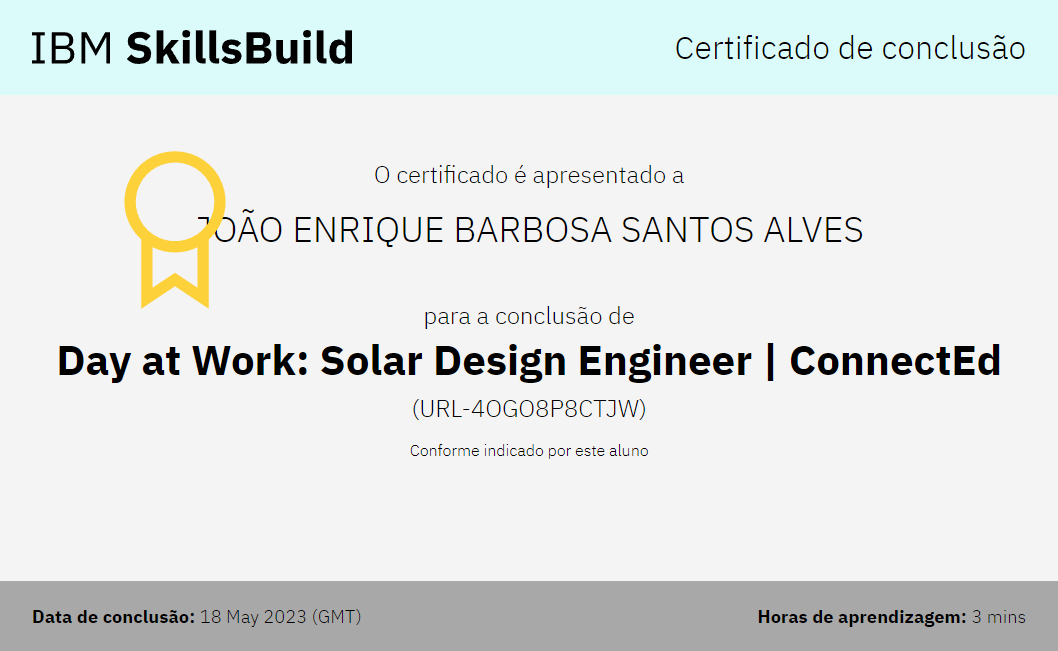 IBM SkillsBuild
Certificado de conclusão
O certificado é apresentado a
JOÃO ENRIQUE BARBOSA SANTOS ALVES
para a conclusão de
Day at Work: Solar Design Engineer | ConnectEd
(URL-4OGO8P8CTJW)
Conforme indicado por este aluno
Data de conclusão: 18 May 2023 (GMT)
Horas de aprendizagem: 3 mins